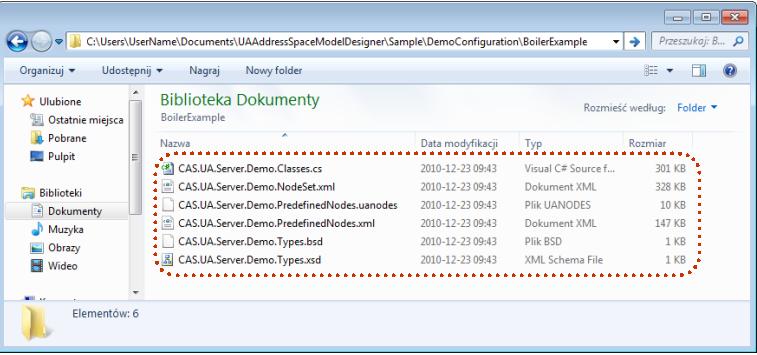 C:\Users\UserName\Documents\UAAddressSpaceModelDesigner\Sample\DemoConfiguration\BoilerExample
Przeszukaj: B...
Organizuj Udostępnij Nagraj Nowy folder
Ulubione
Ostatnie miejsca
Pobrane
Pulpit
Biblioteki
Dokumenty
Muzyka
Obrazy
Wideo
Biblioteka Dokumenty
BoilerExample
Rozmieść według: Folder
Nazwa Data modyfikacji Typ Rozmiar
CAS.UA.Server.Demo.Classes.cs 2010-12-23 09:43 Visual C# Source f... 301 KB
CAS.UA.Server.Demo.NodeSet.xml 2010-12-23 09:43 Dokument XML 328 KB
CAS.UA.Server.Demo.PredefinedNodes.uanodes 2010-12-23 09:43 Plik UANODES 10 KB
CAS.UA.Server.Demo.PredefinedNodes.xml 2010-12-23 09:43 Dokument XML 147 KB
CAS.UA.Server.Demo.Types.bsd 2010-12-23 09:43 Plik BSD 1 KB
CAS.UA.Server.Demo.Types.xsd 2010-12-23 09:43 XML Schema File 1 KB
Elementów: 6